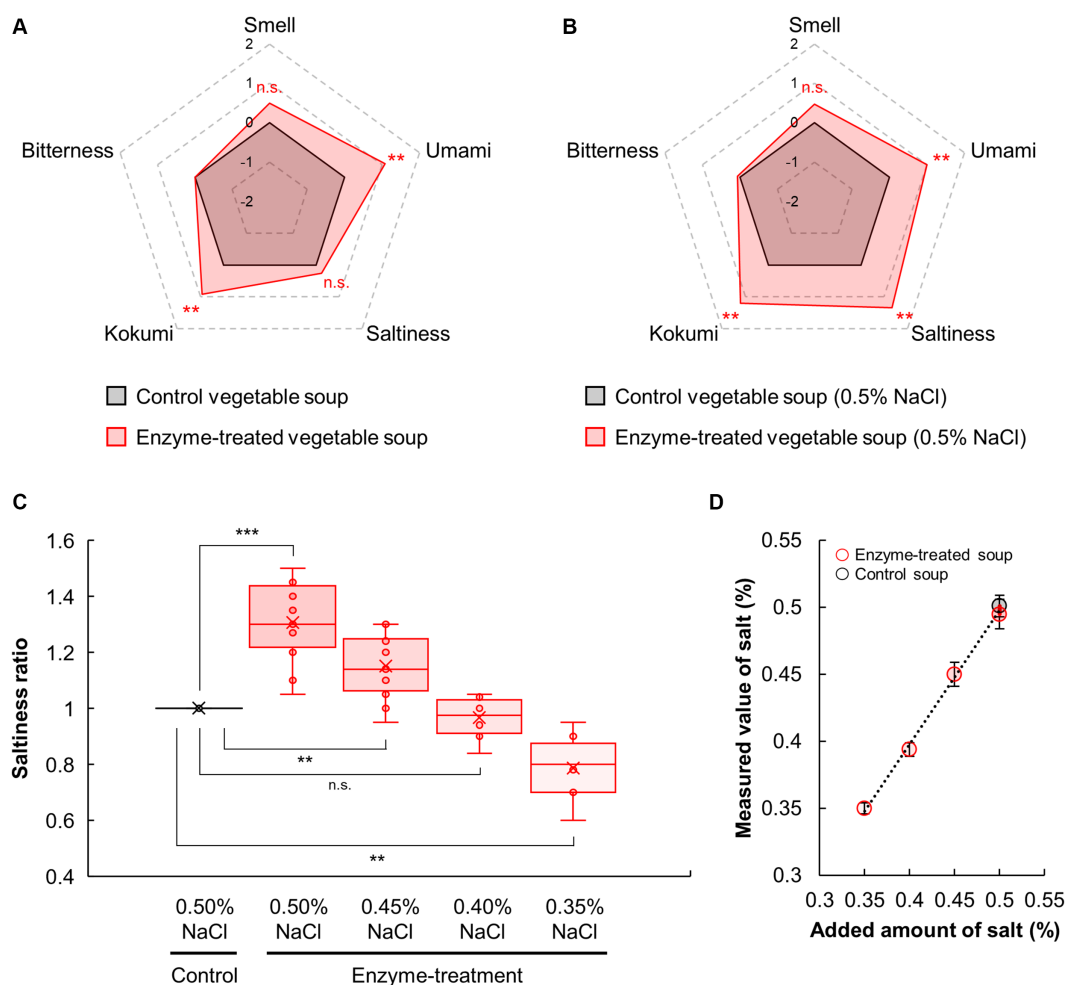 A
Smell
2
1
n.s.
0
-1
-2
Bitterness
Umami
**
n.s.
**
Kokumi
Saltiness
Control vegetable soup
Enzyme-treated vegetable soup
B
Smell
2
1
n.s.
0
-1
-2
Bitterness
Umami
**
**
**
Kokumi
Saltiness
Control vegetable soup (0.5% NaCl)
Enzyme-treated vegetable soup (0.5% NaCl)
C
Saltiness ratio
1.6
1.4
1.2
1
0.8
0.6
0.4
***
**
n.s.
**
0.50% 0.50% 0.45% 0.40% 0.35%
NaCl NaCl NaCl NaCl NaCl
Control Enzyme-treatment
D
Measured value of salt (%)
0.55
0.5
0.45
0.4
0.35
0.3
Enzyme-treated soup
Control soup
0.3 0.35 0.4 0.45 0.5 0.55
Added amount of salt (%)